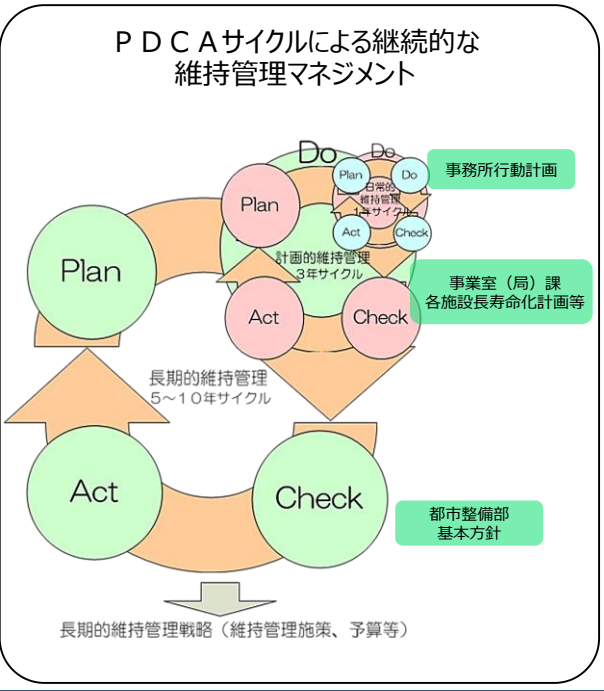 ＰＤＣＡサイクルによる継続的な
維持管理マネジメント
Do
Do
Plan
Do
事務所行動計画
日常的
維持管理
1年サイクル
Plan
Act
Check
Plan
計画的維持管理
3年サイクル
事業室（局）課
各施設長寿命化計画等
Act
Check
長期的維持管理
５～１０年サイクル
Act
Check
都市整備部
基本方針
長期的維持管理戦略（維持管理施策、予算等）